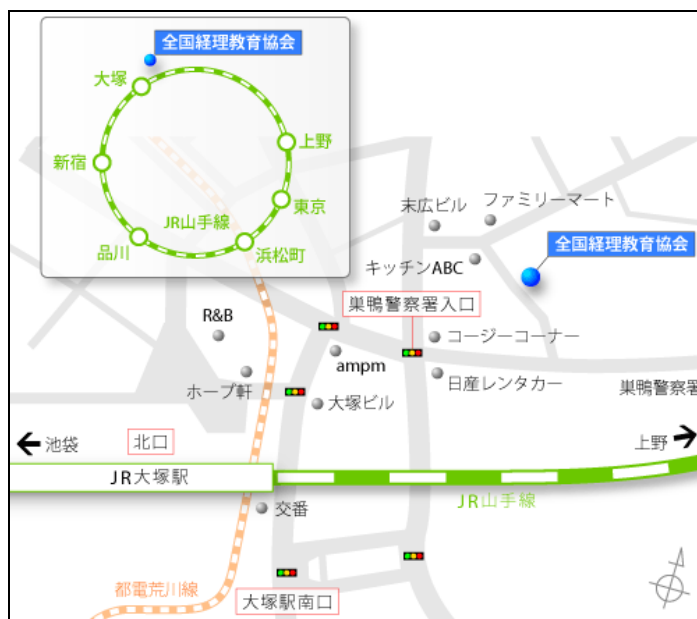 全国経理教育協会
大塚
上野
新宿
東京
JR山手線
品川
浜松町
末広ビル
ファミリーマート
全国経理教育協会
キッチンABC
巣鴨警察署入口
R&B
コージーコーナー
ampm
日産レンタカー
ホープ軒
大塚ビル
巣鴨警察署
池袋
北口
上野
JR大塚駅
JR山手線
交番
都電荒川線
大塚駅南口